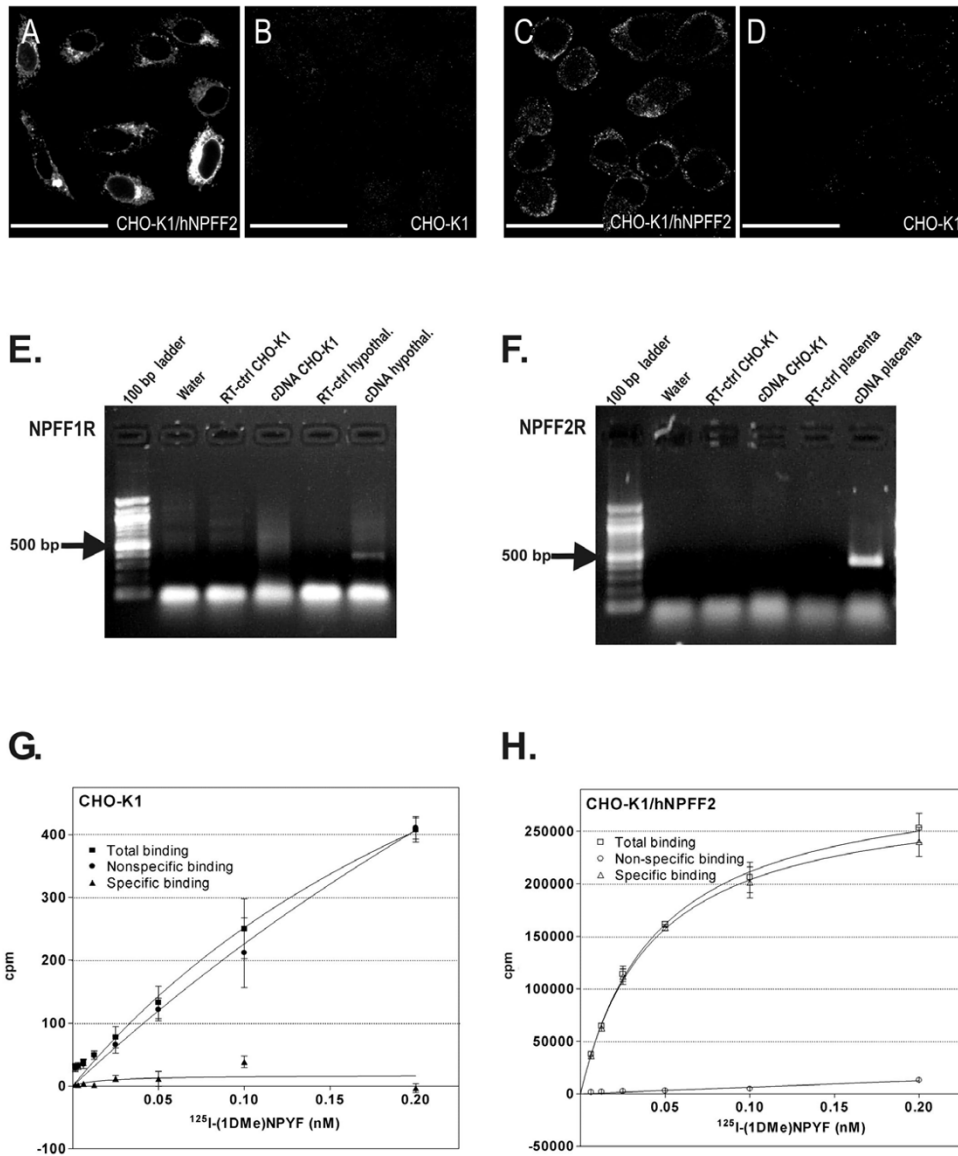 A
CHO-K1/hNPFF2
B
CHO-K1
C
CHO-K1/hNPFF2
D
CHO-K1
E.
100 bp ladder
Water
RT-ctrl CHO-K1
cDNA CHO-K1
RT-ctrl hypothal.
cDNA hypothal.
NPFF1R
500 bp
F.
100 bp ladder
Water
RT-ctrl CHO-K1
cDNA CHO-K1
RT-ctrl placenta
cDNA placenta
NPFF2R
500 bp
G.
CHO-K1
Total binding
Nonspecific binding
Specific binding
400
300
200
100
0
-100
cpm
0.05
0.10
0.15
0.20
¹²⁵I-(1DMe)NPYF (nM)
H.
CHO-K1/hNPFF2
Total binding
Non-specific binding
Specific binding
250000
200000
150000
100000
50000
0
-50000
cpm
0.05
0.10
0.15
0.20
¹²⁵I-(1DMe)NPYF (nM)